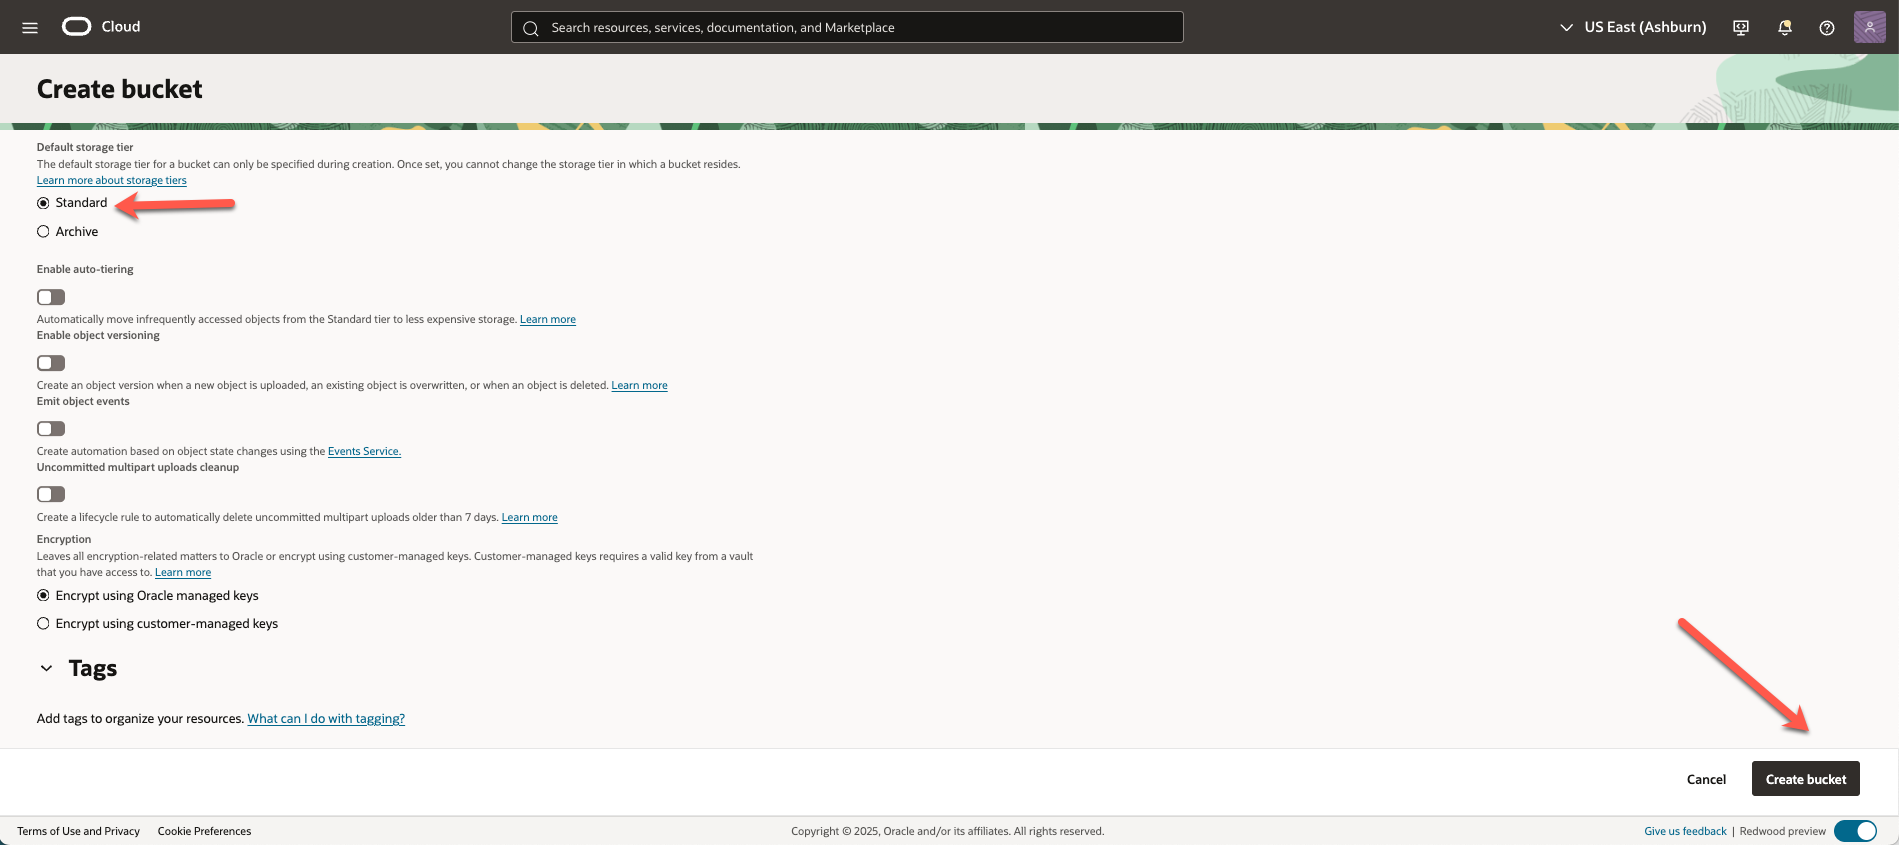 Cloud
Search resources, services, documentation, and Marketplace
US East (Ashburn)
Create bucket
Default storage tier
The default storage tier for a bucket can only be specified during creation. Once set, you cannot change the storage tier in which a bucket resides.
Learn more about storage tiers
Standard
Archive
Enable auto-tiering
Automatically move infrequently accessed objects from the Standard tier to less expensive storage. Learn more
Enable object versioning
Create an object version when a new object is uploaded, an existing object is overwritten, or when an object is deleted. Learn more
Emit object events
Create automation based on object state changes using the Events Service.
Uncommitted multipart uploads cleanup
Create a lifecycle rule to automatically delete uncommitted multipart uploads older than 7 days. Learn more
Encryption
Leaves all encryption-related matters to Oracle or encrypt using customer-managed keys. Customer-managed keys requires a valid key from a vault
that you have access to. Learn more
Encrypt using Oracle managed keys
Encrypt using customer-managed keys
Tags
Add tags to organize your resources. What can I do with tagging?
Cancel
Create bucket
Terms of Use and Privacy
Cookie Preferences
Copyright © 2025, Oracle and/or its affiliates. All rights reserved.
Give us feedback | Redwood preview